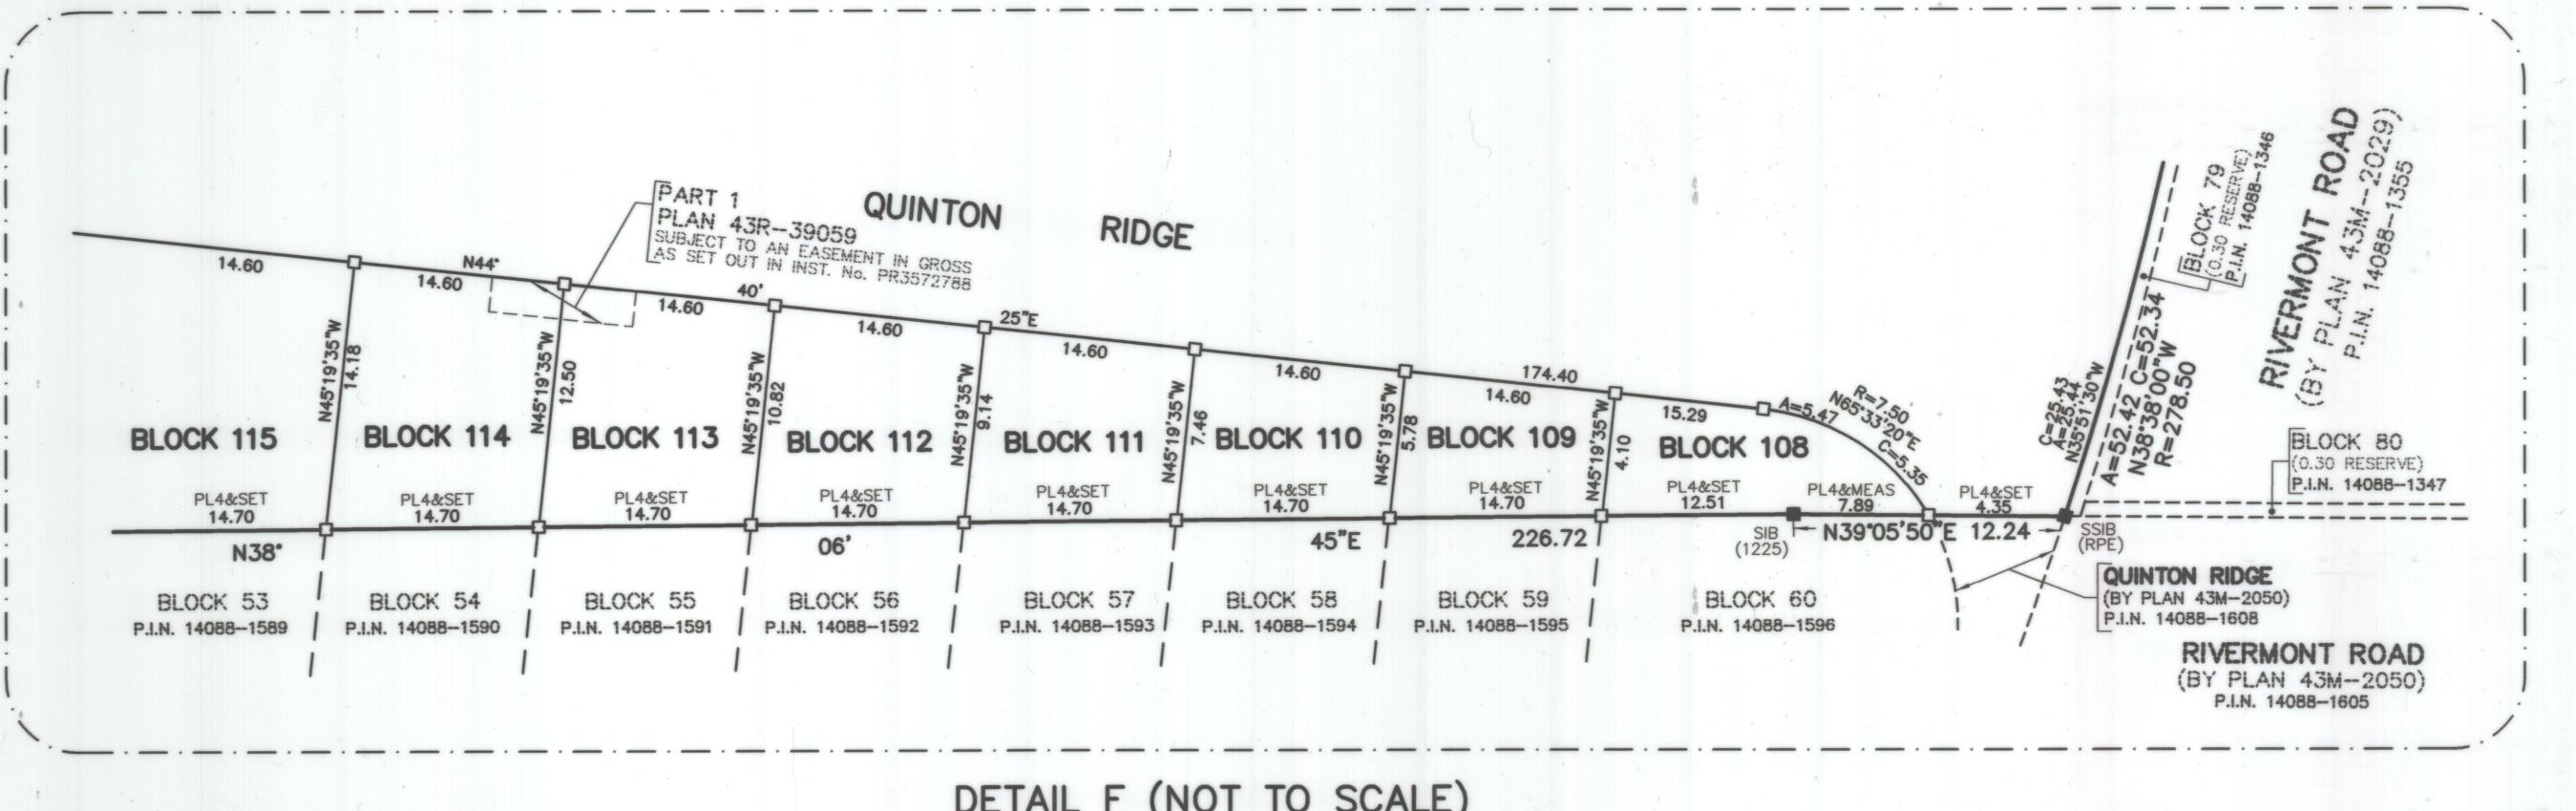 QUINTON RIDGE
PART 1
PLAN 43R-39059
SUBJECT TO AN EASEMENT IN GROSS
AS SET OUT IN INST. No. PR3572788
14.60
N44°
14.60
14.60
40'
14.60
25"E
14.60
14.60
174.40
14.60
15.29
A=5.47
R=7.50
N65°33'20"E
C=5.35
N45°19'35"W
14.18
N45°19'35"W
12.50
N45°19'35"W
10.82
N45°19'35"W
9.14
N45°19'35"W
7.46
N45°19'35"W
5.78
N45°19'35"W
4.10
BLOCK 115
BLOCK 114
BLOCK 113
BLOCK 112
BLOCK 111
BLOCK 110
BLOCK 109
BLOCK 108
PL4&SET
14.70
PL4&SET
14.70
PL4&SET
14.70
PL4&SET
14.70
PL4&SET
14.70
PL4&SET
14.70
PL4&SET
14.70
PL4&SET
12.51
PL4&MEAS
7.89
PL4&SET
4.35
N38°
06'
45"E
226.72
SIB
(1225)
N39°05'50"E 12.24
SSIB
(RPE)
BLOCK 53
P.I.N. 14088-1589
BLOCK 54
P.I.N. 14088-1590
BLOCK 55
P.I.N. 14088-1591
BLOCK 56
P.I.N. 14088-1592
BLOCK 57
P.I.N. 14088-1593
BLOCK 58
P.I.N. 14088-1594
BLOCK 59
P.I.N. 14088-1595
BLOCK 60
P.I.N. 14088-1596
C=25.43
A=25.44
N35°51'30"W
A=52.42 C=52.34
N38°38'00"W
R=278.50
BLOCK 79
(0.30 RESERVE)
P.I.N. 14088-1346
RIVERMONT ROAD
(BY PLAN 43M-2029)
P.I.N. 14088-1355
BLOCK 80
(0.30 RESERVE)
P.I.N. 14088-1347
QUINTON RIDGE
(BY PLAN 43M-2050)
P.I.N. 14088-1608
RIVERMONT ROAD
(BY PLAN 43M-2050)
P.I.N. 14088-1605
DETAIL F (NOT TO SCALE)